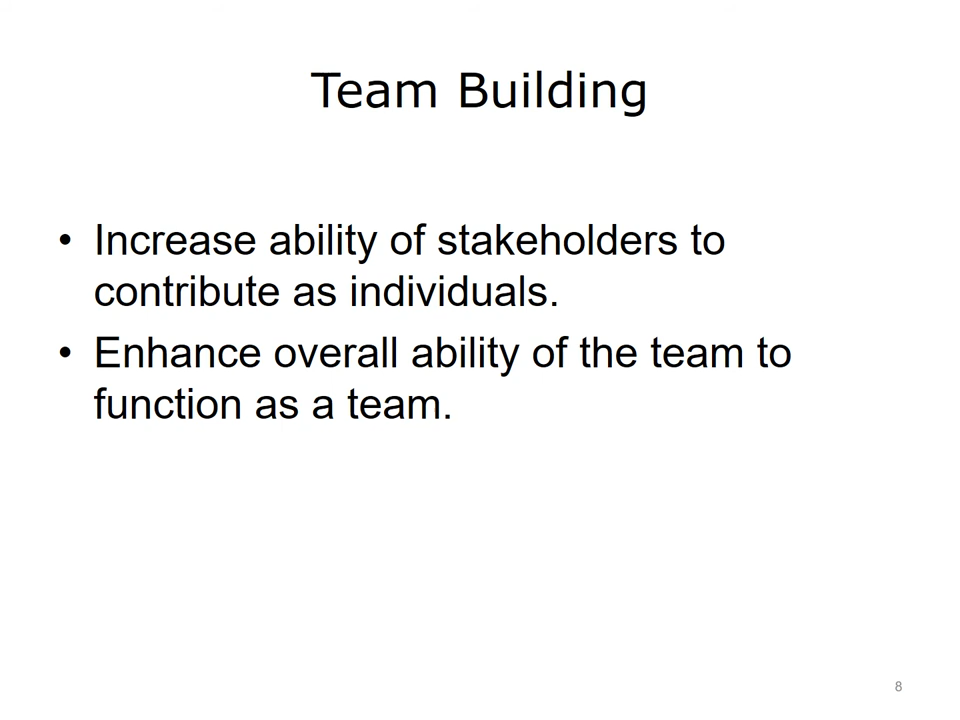 Team Building
• Increase ability of stakeholders to
contribute as individuals.
• Enhance overall ability of the team to
function as a team.
8